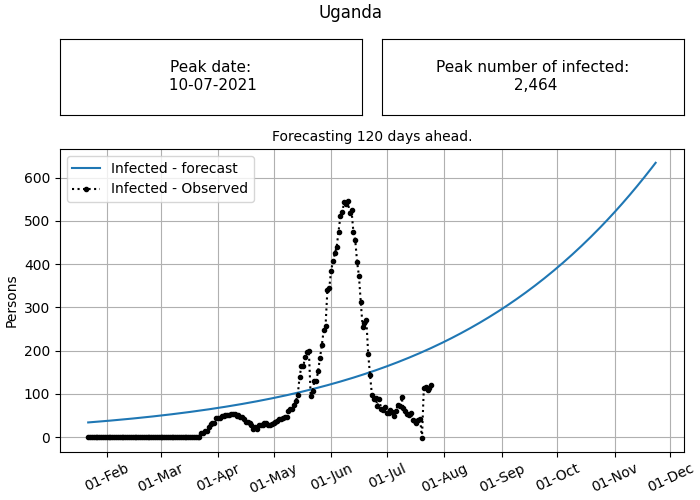 Uganda
Peak date:
10-07-2021
Peak number of infected:
2,464
Forecasting 120 days ahead.
Infected - forecast
Infected - Observed
Persons
600
500
400
300
200
100
0
01-Feb
01-Mar
01-Apr
01-May
01-Jun
01-Jul
01-Aug
01-Sep
01-Oct
01-Nov
01-Dec